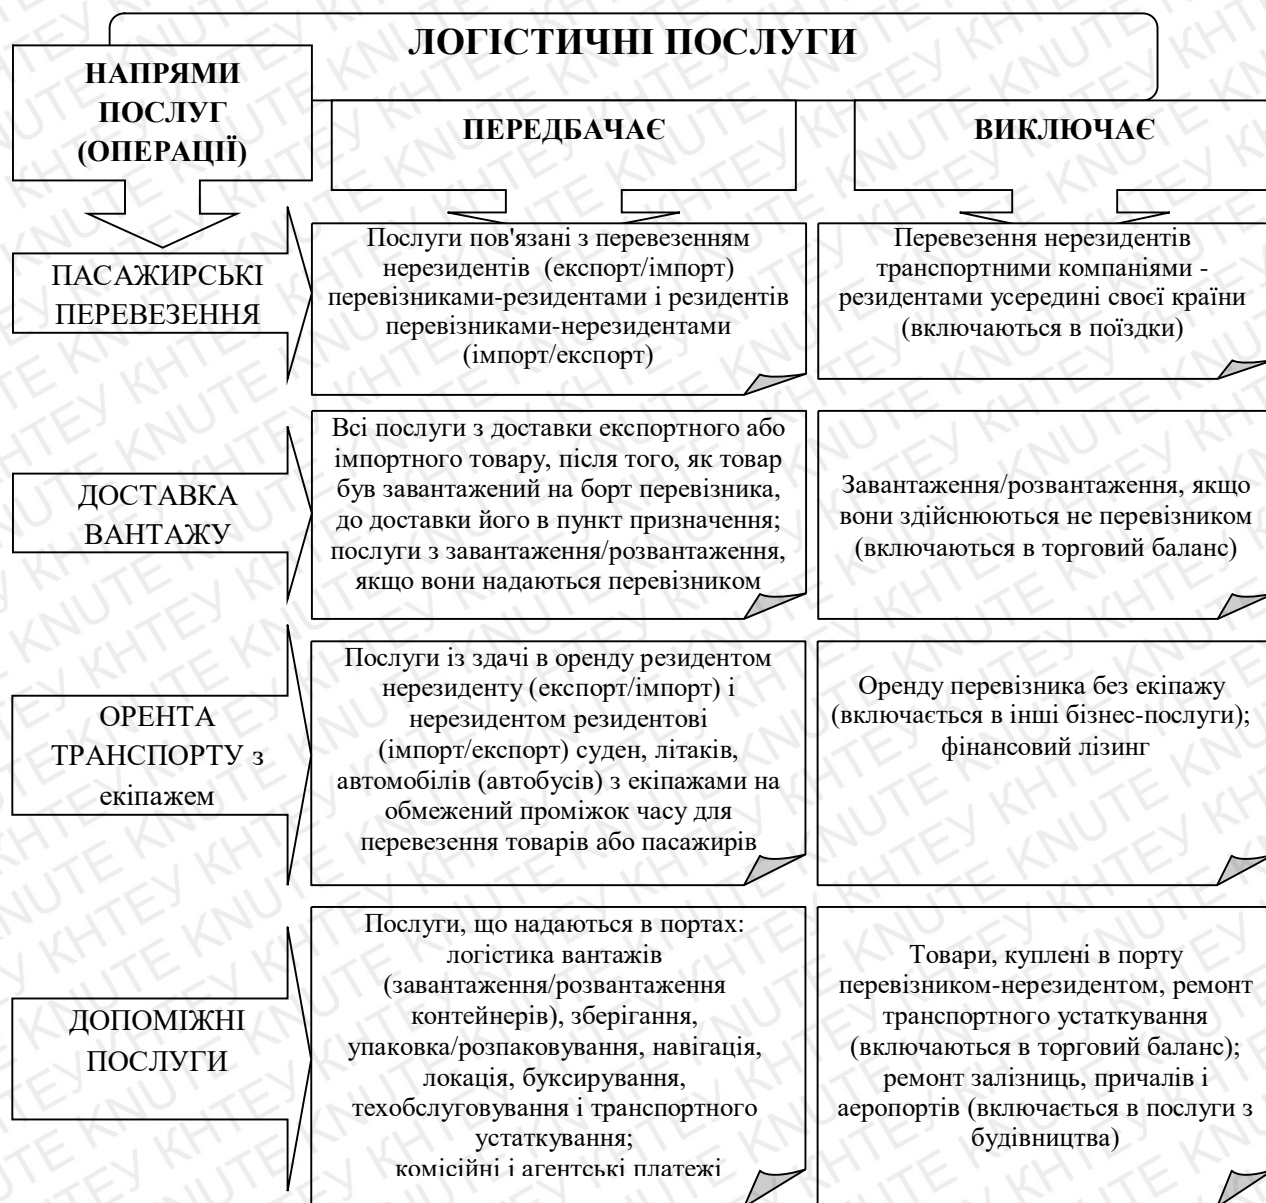 ЛОГІСТИЧНІ ПОСЛУГИ
НАПРЯМИ
ПОСЛУГ
(ОПЕРАЦІЇ)
ПЕРЕДБАЧАЄ
ВИКЛЮЧАЄ
ПАСАЖИРСЬКІ
ПЕРЕВЕЗЕННЯ
Послуги пов'язані з перевезенням
нерезидентів (експорт/імпорт)
перевізниками-резидентами і резидентів
перевізниками-нерезидентами
(імпорт/експорт)
Перевезення нерезидентів
транспортними компаніями -
резидентами усередині своєї країни
(включаються в поїздки)
ДОСТАВКА
ВАНТАЖУ
Всі послуги з доставки експортного або
імпортного товару, після того, як товар
був завантажений на борт перевізника,
до доставки його в пункт призначення;
послуги з завантаження/розвантаження,
якщо вони надаються перевізником
Завантаження/розвантаження, якщо
вони здійснюються не перевізником
(включаються в торговий баланс)
ОРЕНТА
ТРАНСПОРТУ з
екіпажем
Послуги із здачі в оренду резидентом
нерезиденту (експорт/імпорт) і
нерезидентом резидентові
(імпорт/експорт) суден, літаків,
автомобілів (автобусів) з екіпажами на
обмежений проміжок часу для
перевезення товарів або пасажирів
Оренду перевізника без екіпажу
(включається в інші бізнес-послуги);
фінансовий лізинг
ДОПОМІЖНІ
ПОСЛУГИ
Послуги, що надаються в портах:
логістика вантажів
(завантаження/розвантаження
контейнерів), зберігання,
упаковка/розпаковування, навігація,
локація, буксирування,
техобслуговування і транспортного
устаткування;
комісійні і агентські платежі
Товари, куплені в порту
перевізником-нерезидентом, ремонт
транспортного устаткування
(включаються в торговий баланс);
ремонт залізниць, причалів і
аеропортів (включається в послуги з
будівництва)